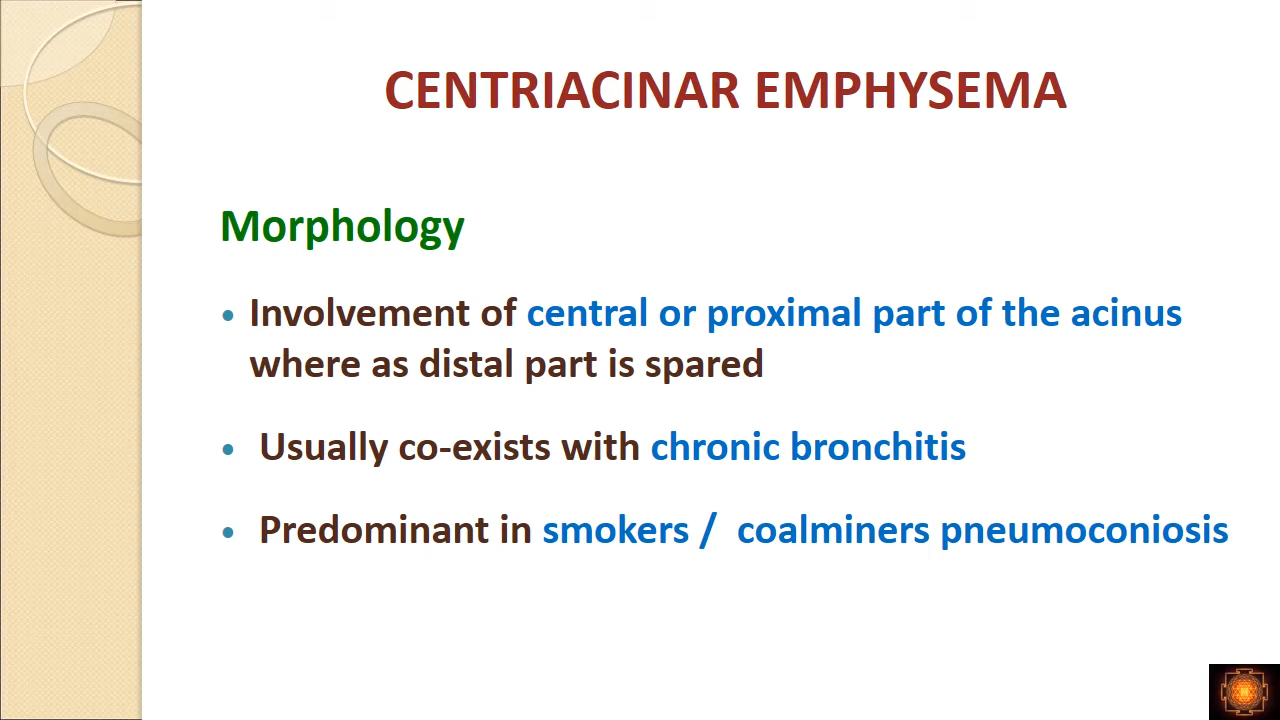 CENTRIACINAR EMPHYSEMA
Morphology
• Involvement of central or proximal part of the acinus
where as distal part is spared
• Usually co-exists with chronic bronchitis
• Predominant in smokers / coalminers pneumoconiosis